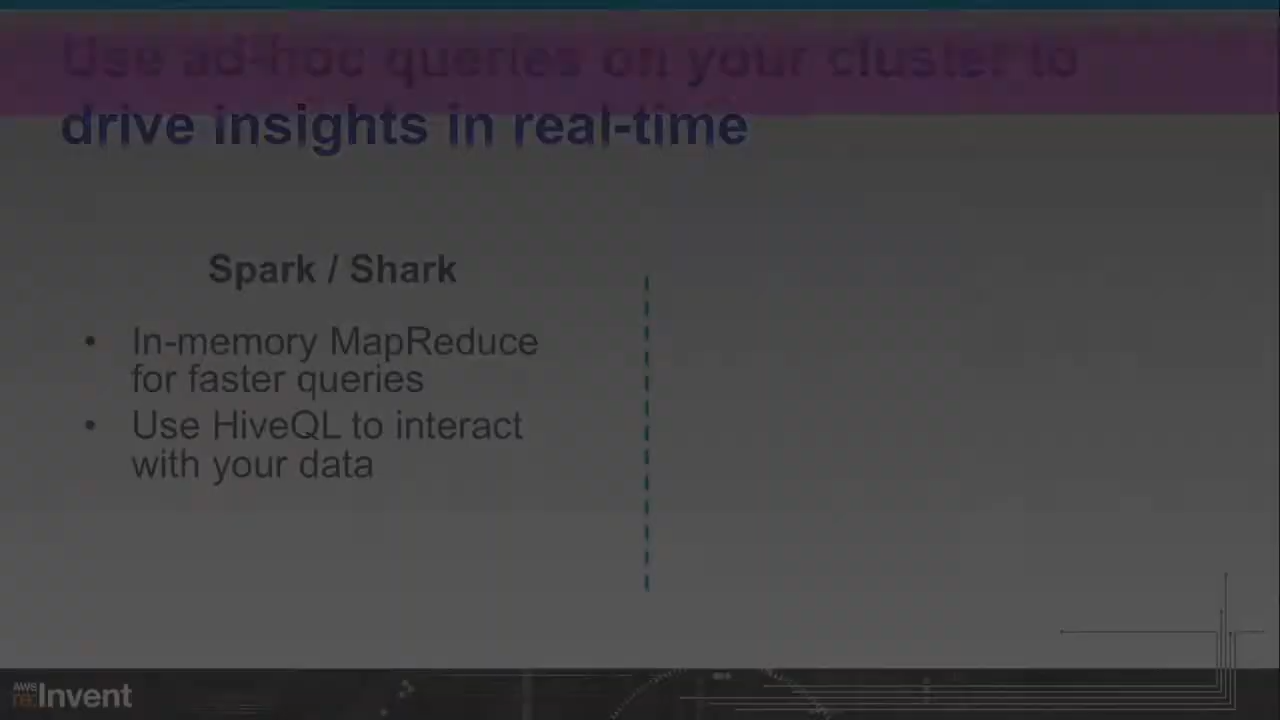 Use ad-hoc queries on your cluster to
drive insights in real-time
Spark / Shark
• In-memory MapReduce
for faster queries
• Use HiveQL to interact
with your data
AWS
re:Invent